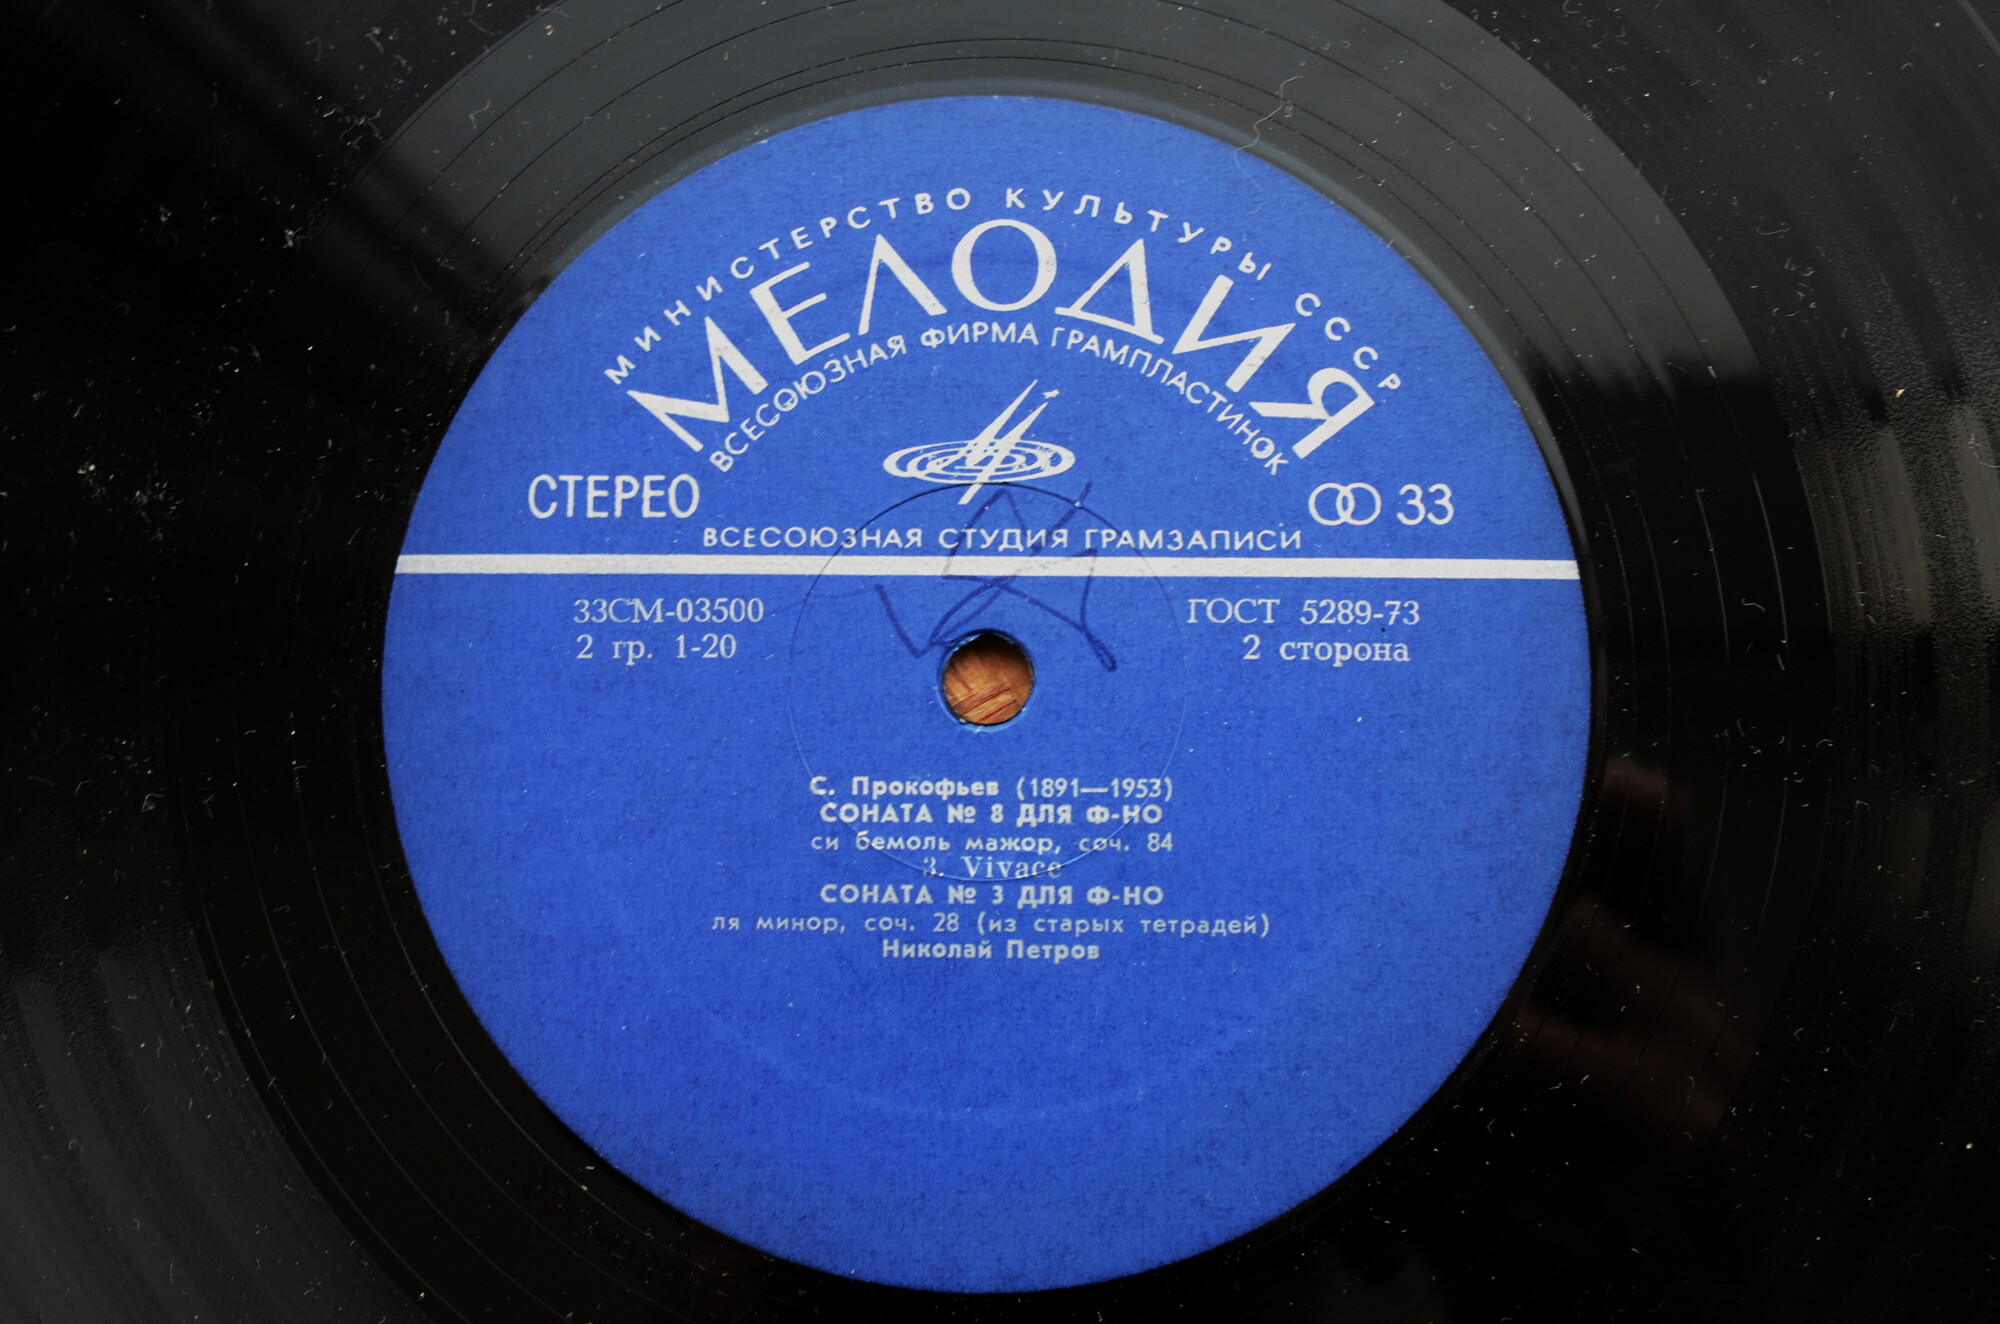 МИНИСТЕРСТВО КУЛЬТУРЫ СССР
МЕЛОДИЯ
ВСЕСОЮЗНАЯ ФИРМА ГРАМПЛАСТИНОК
СТЕРЕО
33
ВСЕСОЮЗНАЯ СТУДИЯ ГРАМЗАПИСИ
33СМ-03500
ГОСТ 5289-73
2 гр. 1-20
2 сторона
С. Прокофьев (1891—1953)
СОНАТА № 8 ДЛЯ Ф-НО
си бемоль мажор, соч. 84
3. Vivace
СОНАТА № 3 ДЛЯ Ф-НО
ля минор, соч. 28 (из старых тетрадей)
Николай Петров